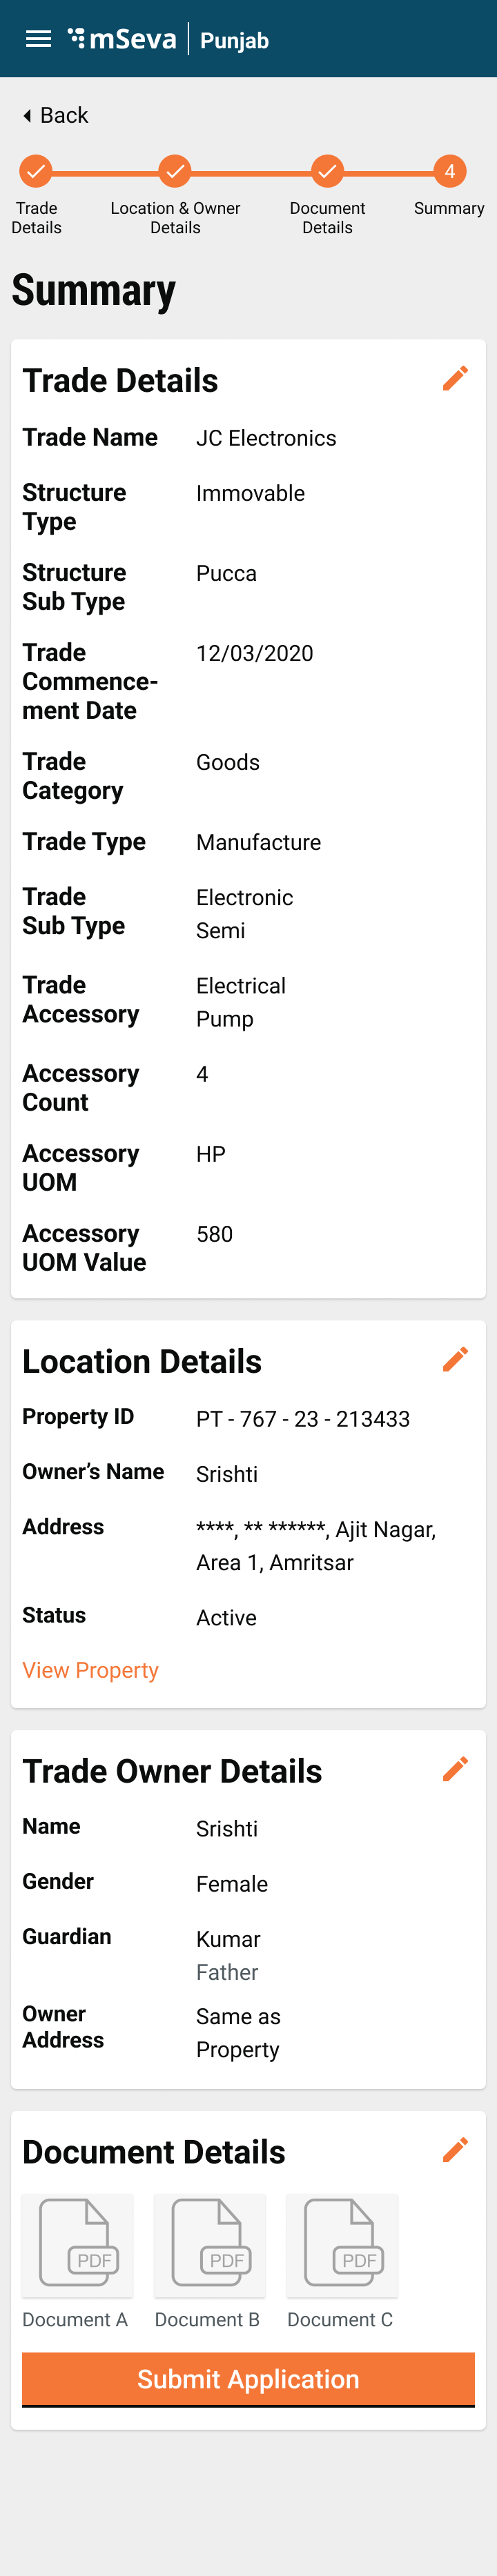 mSeva Punjab
Back
4
Trade
Details
Location & Owner
Details
Document
Details
Summary
Summary
Trade Details
Trade Name JC Electronics
Structure
Type
Immovable
Structure
Sub Type
Pucca
Trade
Commence-
ment Date
12/03/2020
Trade
Category
Goods
Trade Type Manufacture
Trade
Sub Type
Electronic
Semi
Trade
Accessory
Electrical
Pump
Accessory
Count
4
Accessory
UOM
HP
Accessory
UOM Value
580
Location Details
Property ID PT - 767 - 23 - 213433
Owner’s Name Srishti
Address
****, ** ******, Ajit Nagar,
Area 1, Amritsar
Status Active
View Property
Trade Owner Details
Name Srishti
Gender Female
Guardian Kumar
Father
Owner
Address
Same as
Property
Document Details
PDF PDF PDF
Document A Document B Document C
Submit Application